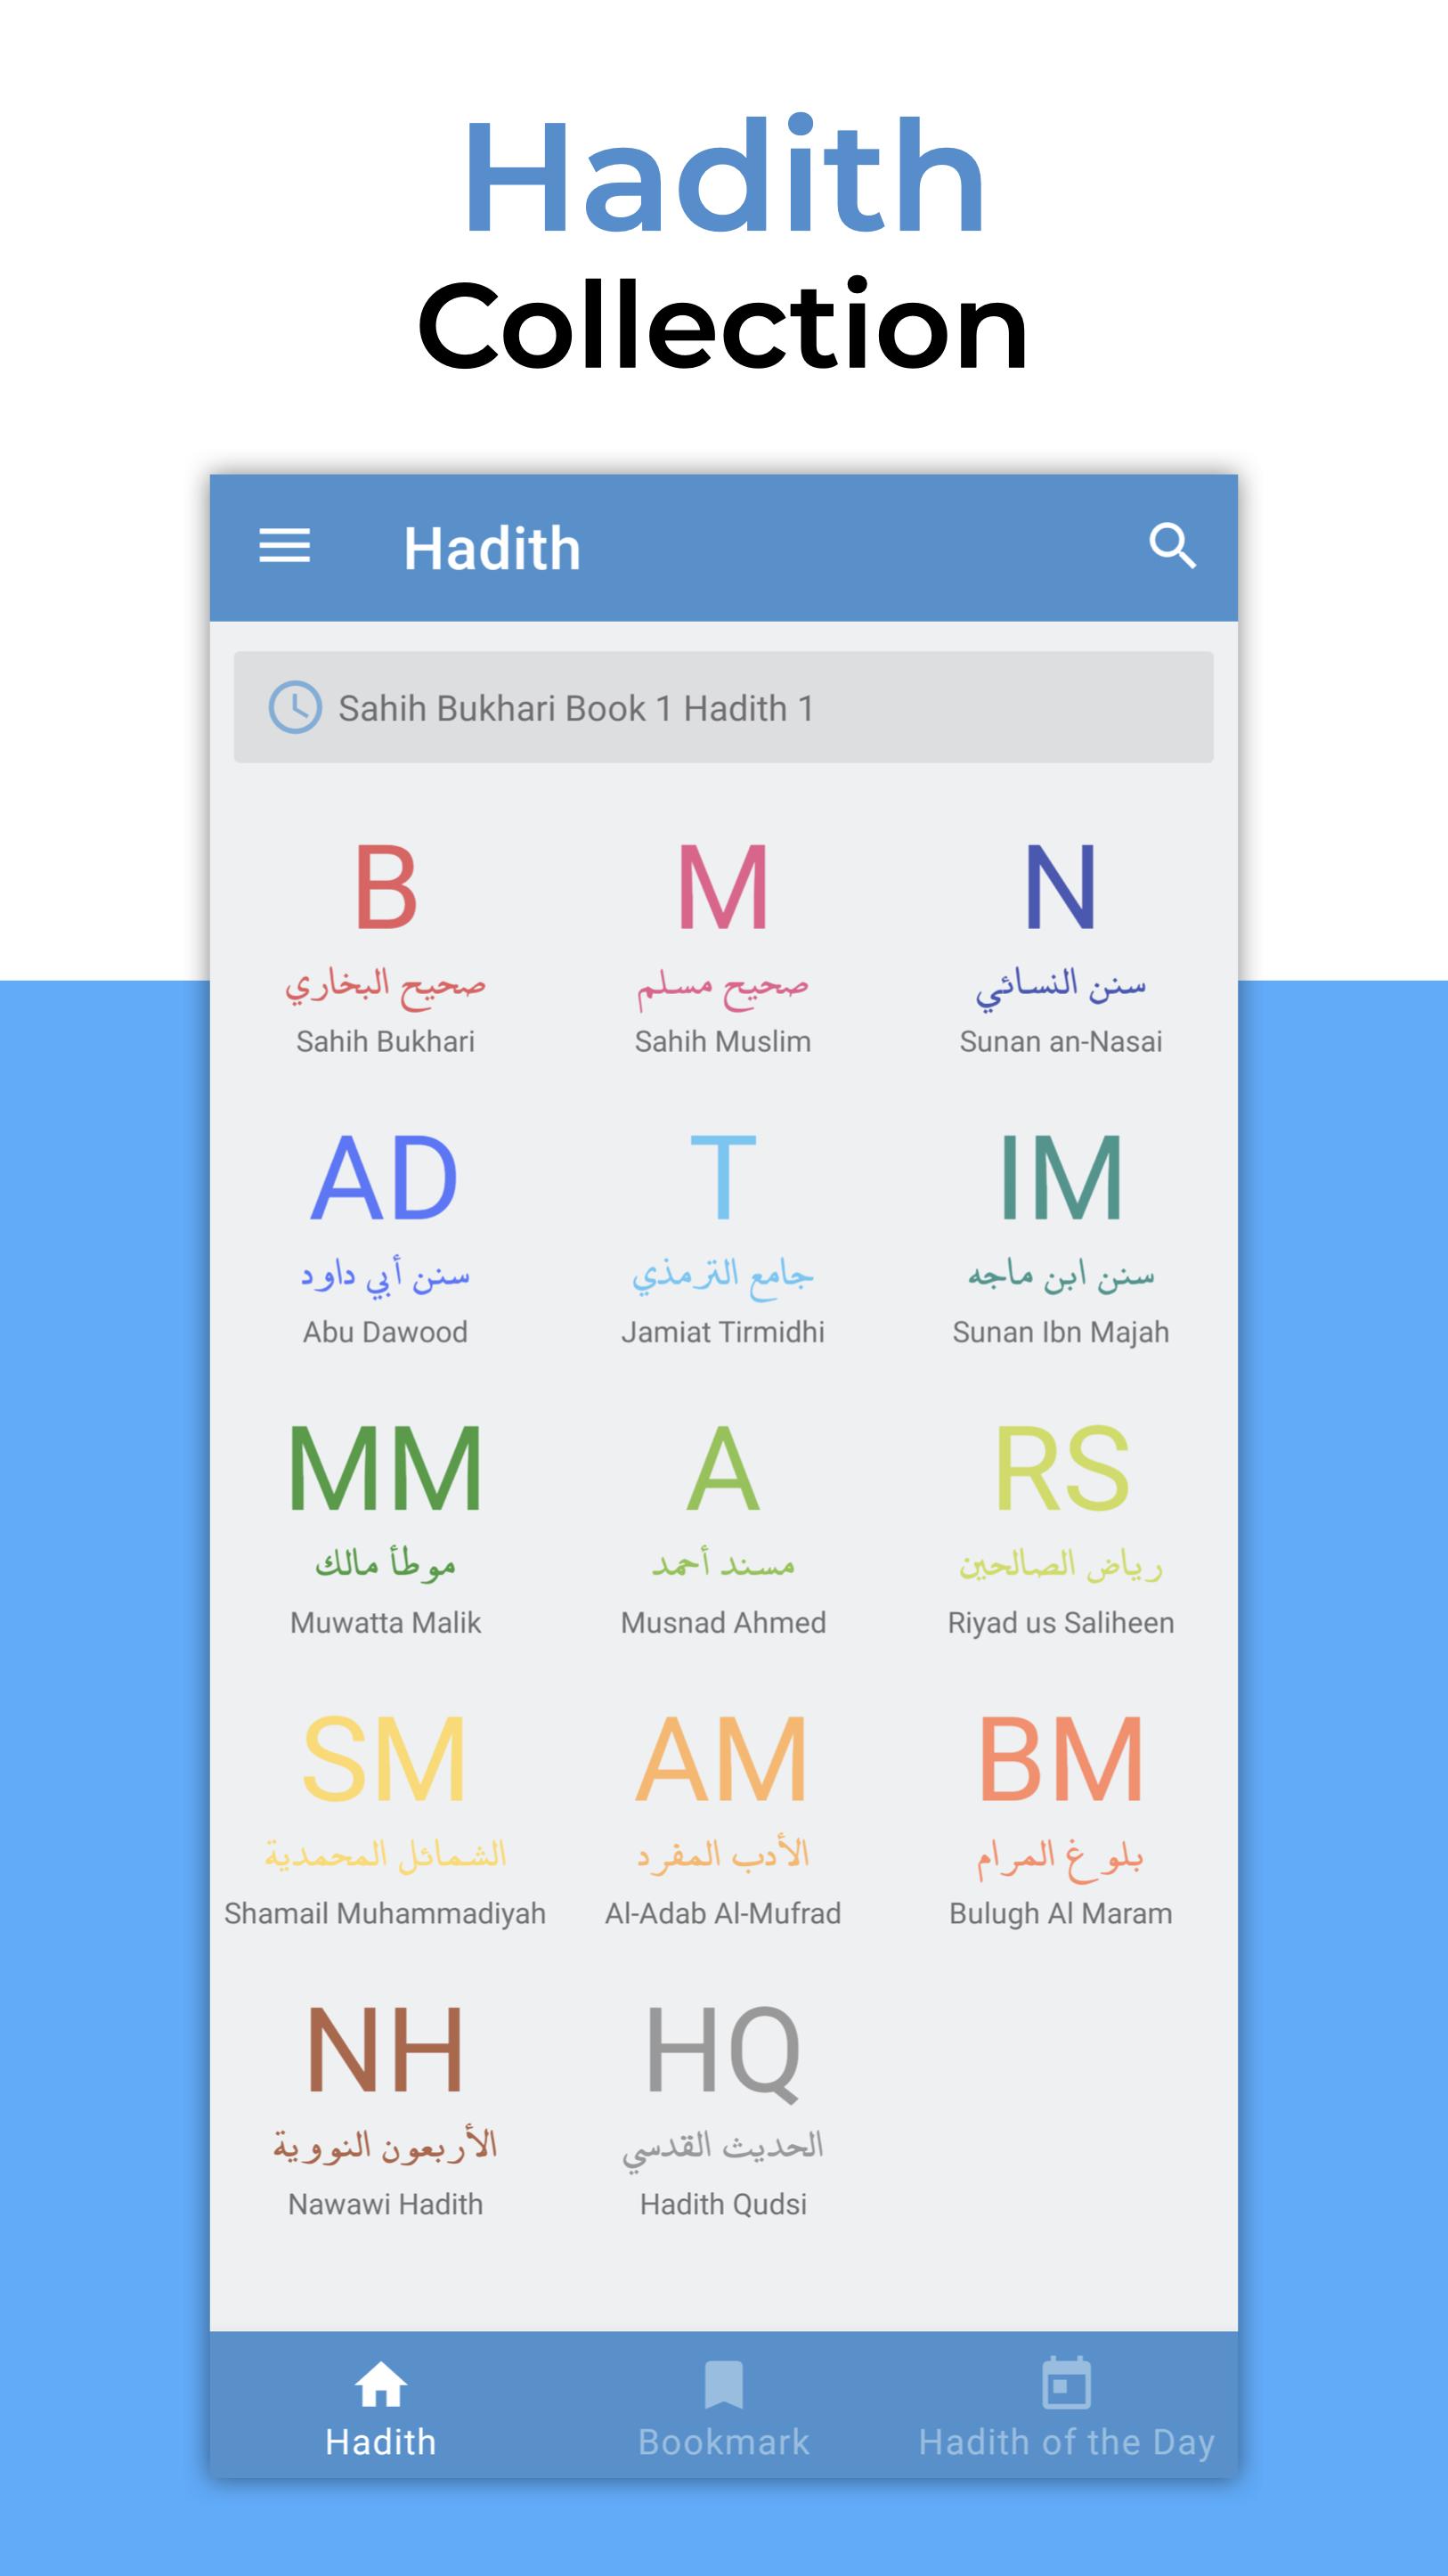 Hadith
Collection
Hadith
Sahih Bukhari Book 1 Hadith 1
B
صحيح البخاري
Sahih Bukhari
M
صحيح مسلم
Sahih Muslim
N
سنن النسائي
Sunan an-Nasai
AD
سنن أبي داود
Abu Dawood
T
جامع الترمذي
Jamiat Tirmidhi
IM
سنن ابن ماجه
Sunan Ibn Majah
MM
موطأ مالك
Muwatta Malik
A
مسند أحمد
Musnad Ahmed
RS
رياض الصالحين
Riyad us Saliheen
SM
الشمائل المحمدية
Shamail Muhammadiyah
AM
الأدب المفرد
Al-Adab Al-Mufrad
BM
بلوغ المرام
Bulugh Al Maram
NH
الأربعون النووية
Nawawi Hadith
HQ
الحديث القدسي
Hadith Qudsi
Hadith
Bookmark
Hadith of the Day